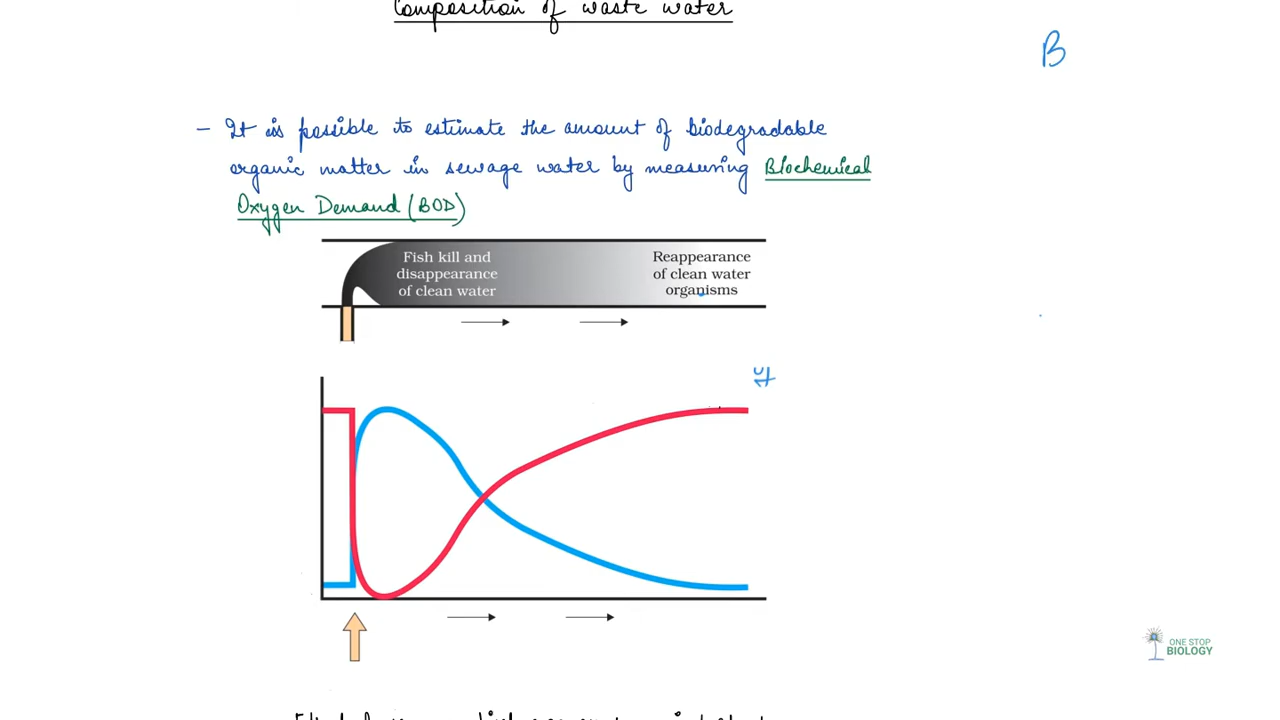 Composition of waste water
B
- It is possible to estimate the amount of biodegradable
organic matter in sewage water by measuring Biochemical
Oxygen Demand (BOD)
Fish kill and
disappearance
of clean water
Reappearance
of clean water
organisms
ONE STOP
BIOLOGY